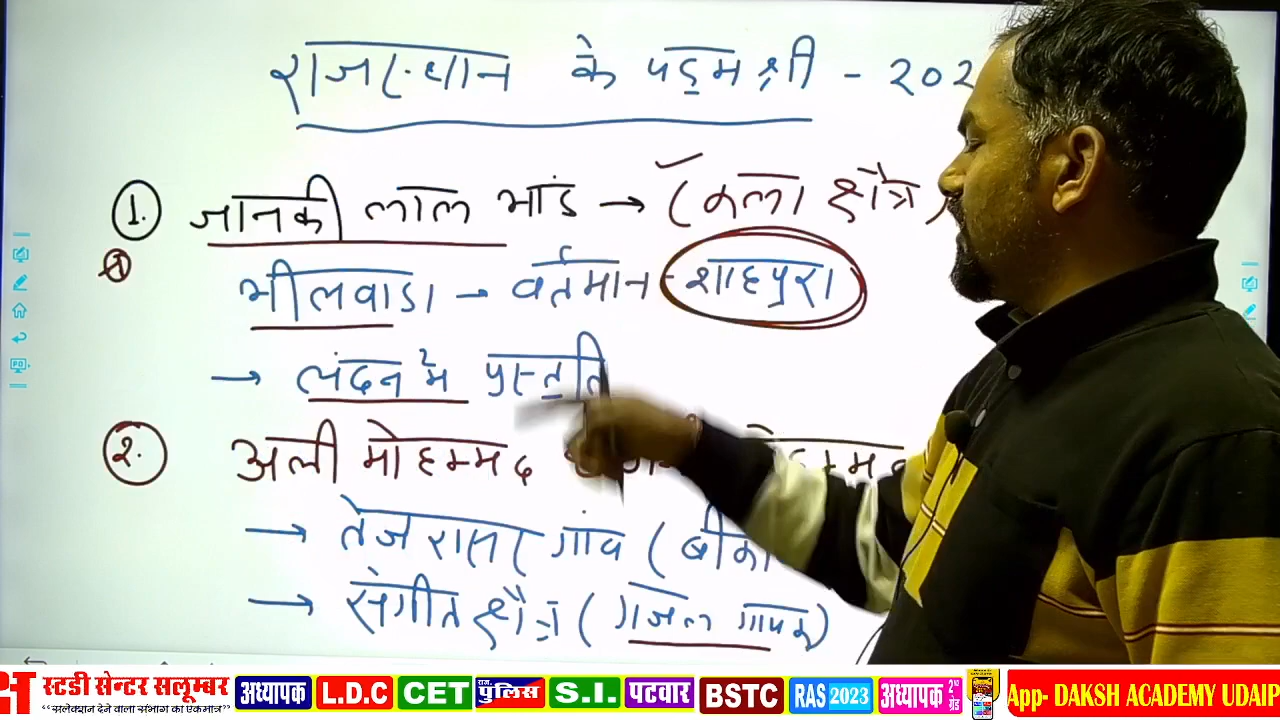 राजस्थान के पद्मश्री - 202
1. जानकी लाल भांड → (कला क्षैत्र)
भीलवाडा → वर्तमान - शाहपुरा
→ लंदन मे प्रस्तुति
2. अली मोहम्मद
→ तेजरासर गांव (बीका
→ संगीत क्षैत्र (गजल गायक)
स्टडी सेन्टर सलूम्बर
“सलेक्शन देने वाला संभाग का एकमात्र”
अध्यापक L.D.C CET राज. पुलिस S.I. पटवार BSTC RAS 2023 अध्यापक 2nd ग्रेड App- DAKSH ACADEMY UDAIP